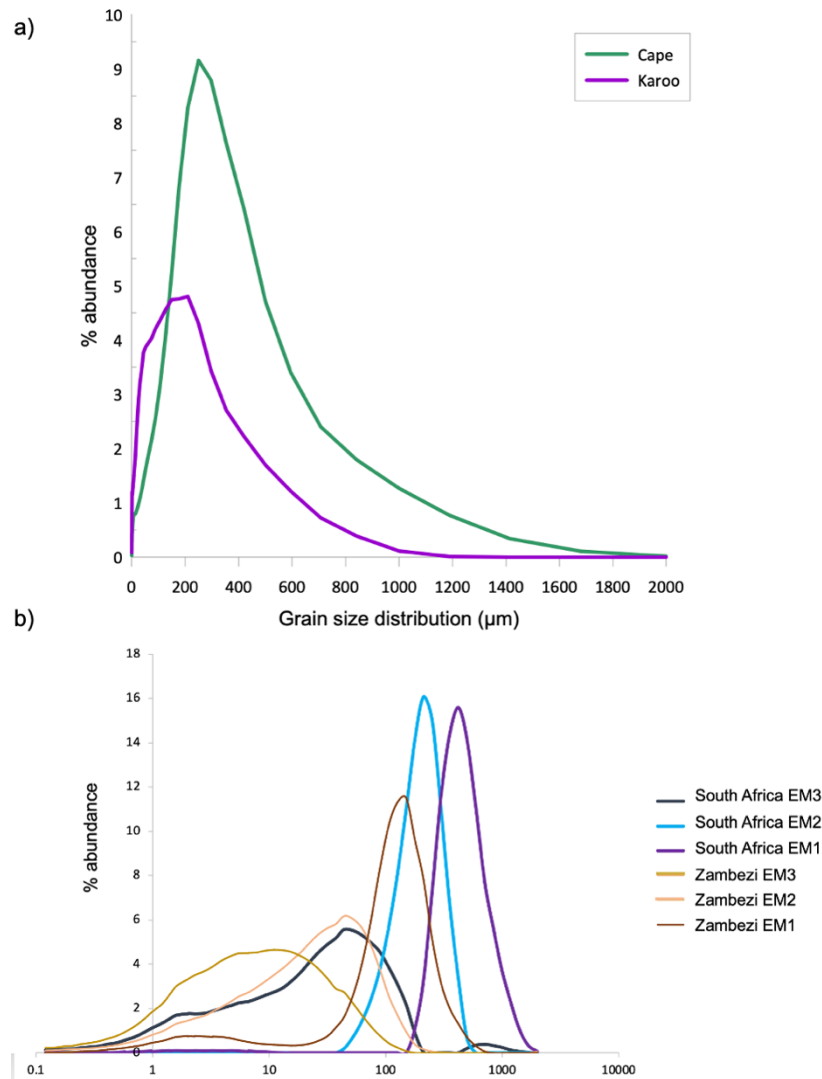 a)
10
9
8
7
6
5
4
3
2
1
0
% abundance
Cape
Karoo
0 200 400 600 800 1000 1200 1400 1600 1800 2000
Grain size distribution (µm)
b)
18
16
14
12
10
8
6
4
2
0
% abundance
South Africa EM3
South Africa EM2
South Africa EM1
Zambezi EM3
Zambezi EM2
Zambezi EM1
0.1 1 10 100 1000 10000